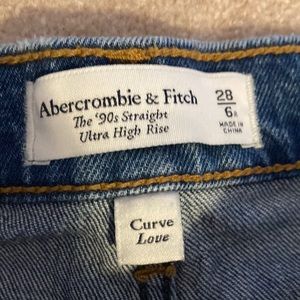 Abercrombie & Fitch
The '90s Straight
Ultra High Rise
28
6R
MADE IN
CHINA
Curve
Love